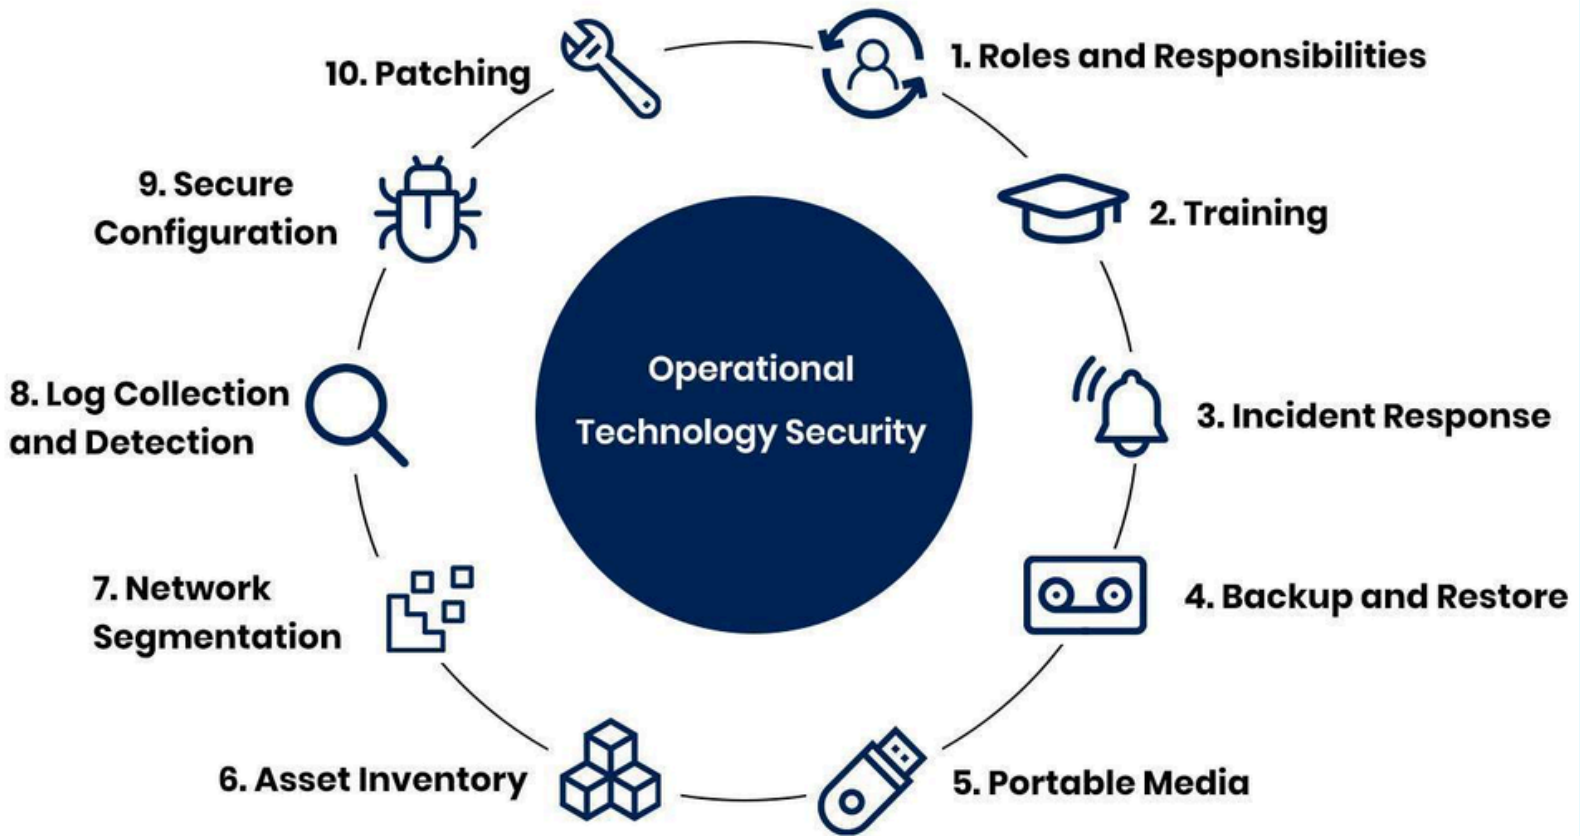 Operational
Technology Security
1. Roles and Responsibilities
2. Training
3. Incident Response
4. Backup and Restore
5. Portable Media
6. Asset Inventory
7. Network
Segmentation
8. Log Collection
and Detection
9. Secure
Configuration
10. Patching